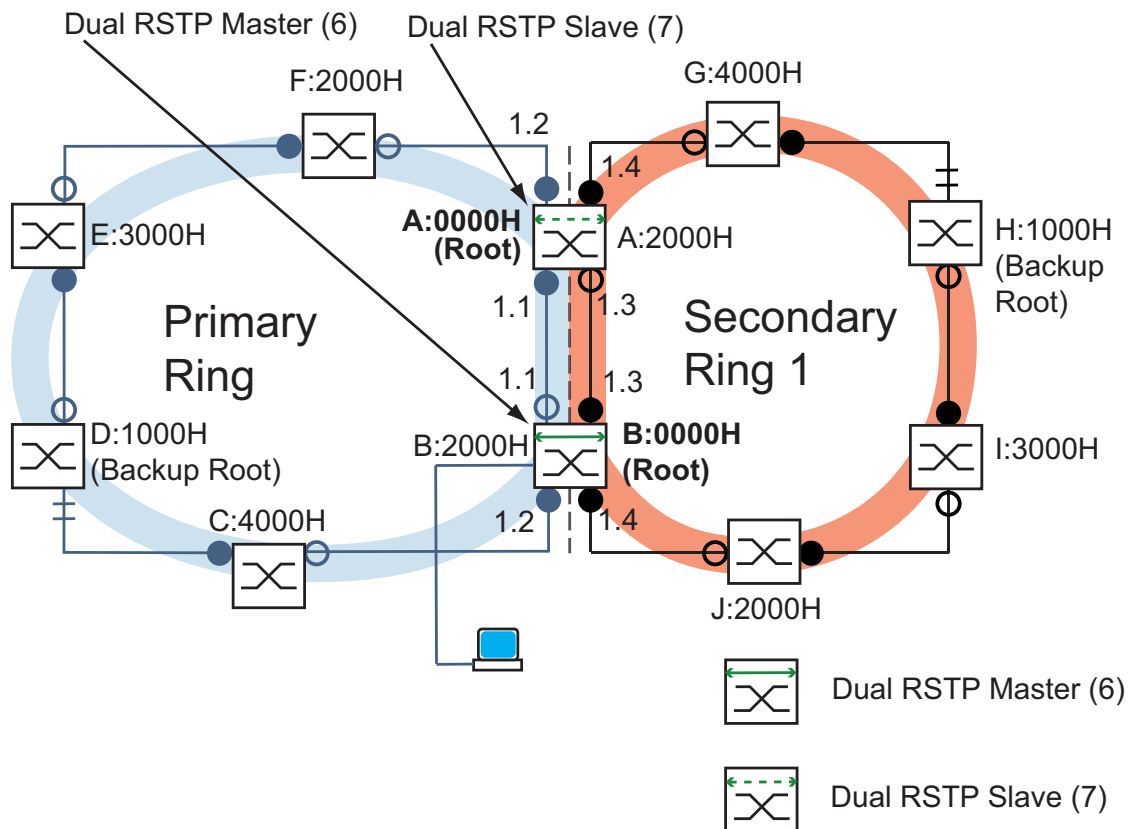 Dual RSTP Master (6)
Dual RSTP Slave (7)
F:2000H
G:4000H
1.2
1.4
E:3000H
A:0000H
(Root)
A:2000H
H:1000H
(Backup
Root)
1.1
1.3
Primary
Ring
Secondary
Ring 1
1.1
1.3
D:1000H
(Backup Root)
B:2000H
B:0000H
(Root)
I:3000H
C:4000H
1.2
1.4
J:2000H
Dual RSTP Master (6)
Dual RSTP Slave (7)